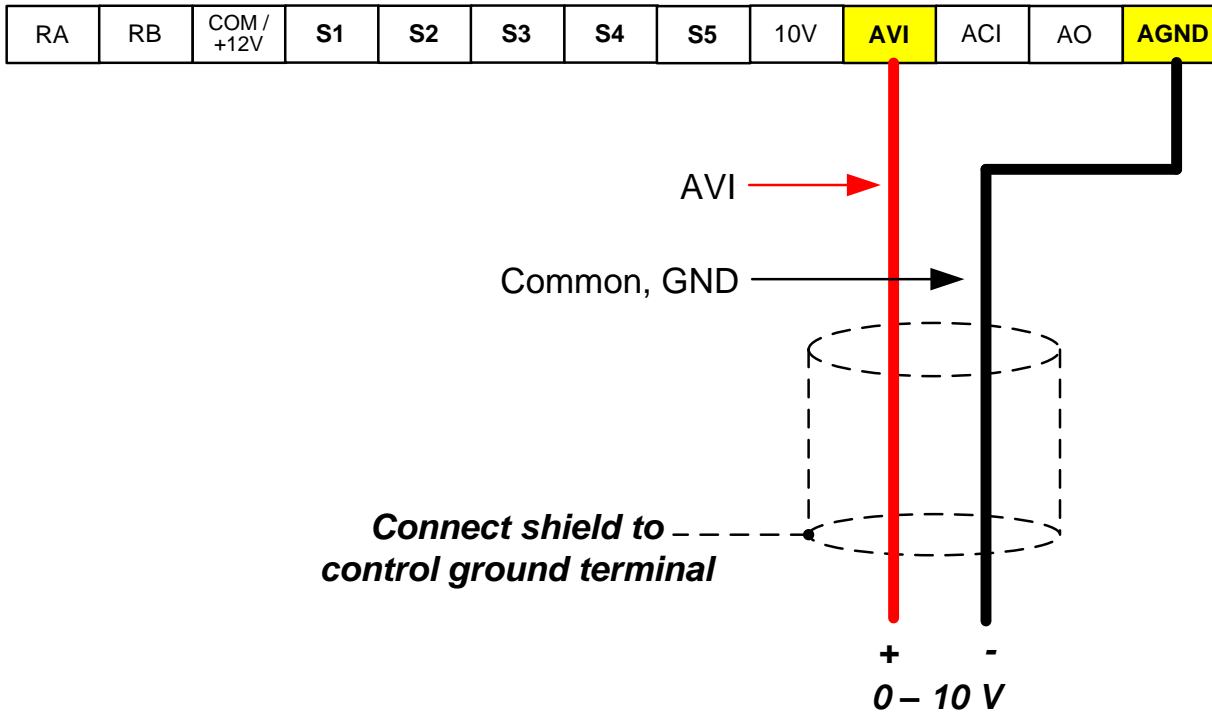 RA RB COM / +12V S1 S2 S3 S4 S5 10V AVI ACI AO AGND
AVI
Common, GND
Connect shield to
control ground terminal
+ -
0 – 10 V